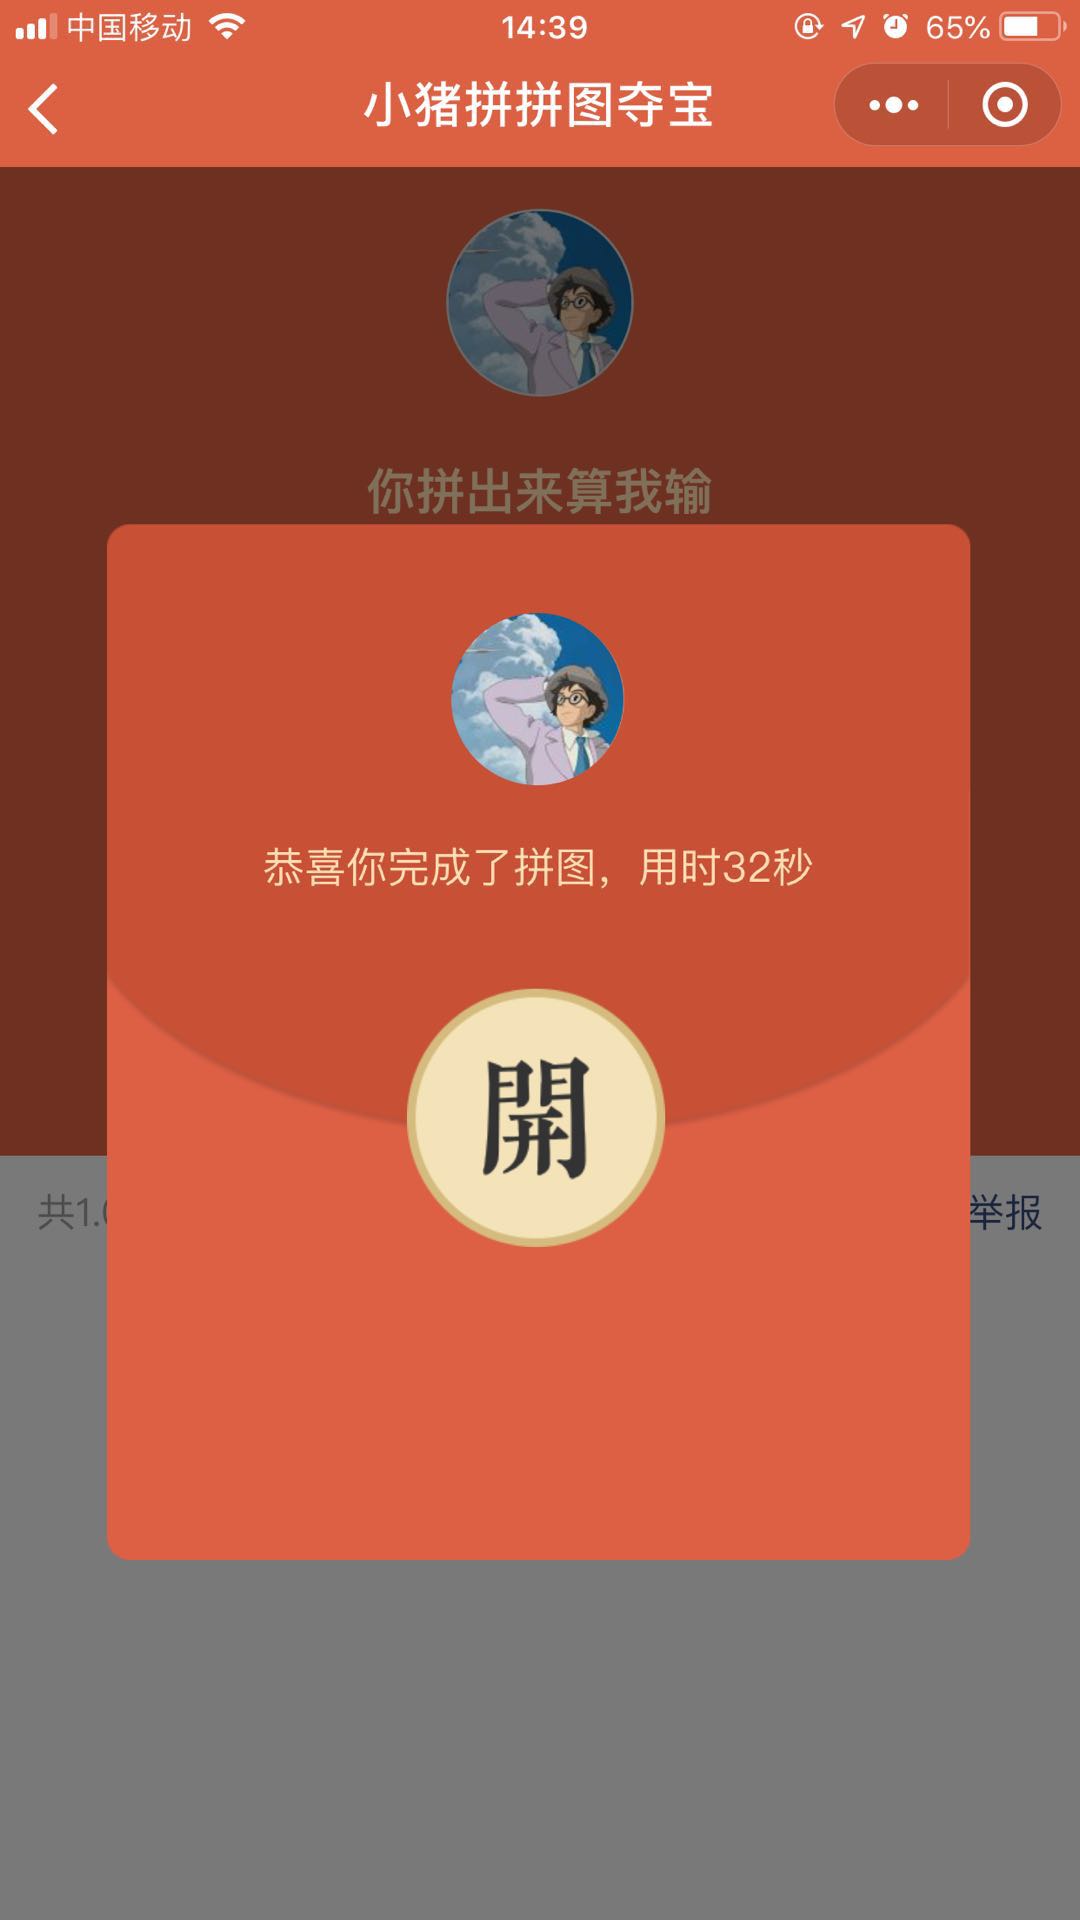 中国移动 14:39 65%
小猪拼拼图夺宝
你拼出来算我输
恭喜你完成了拼图，用时32秒
開
共1. 举报